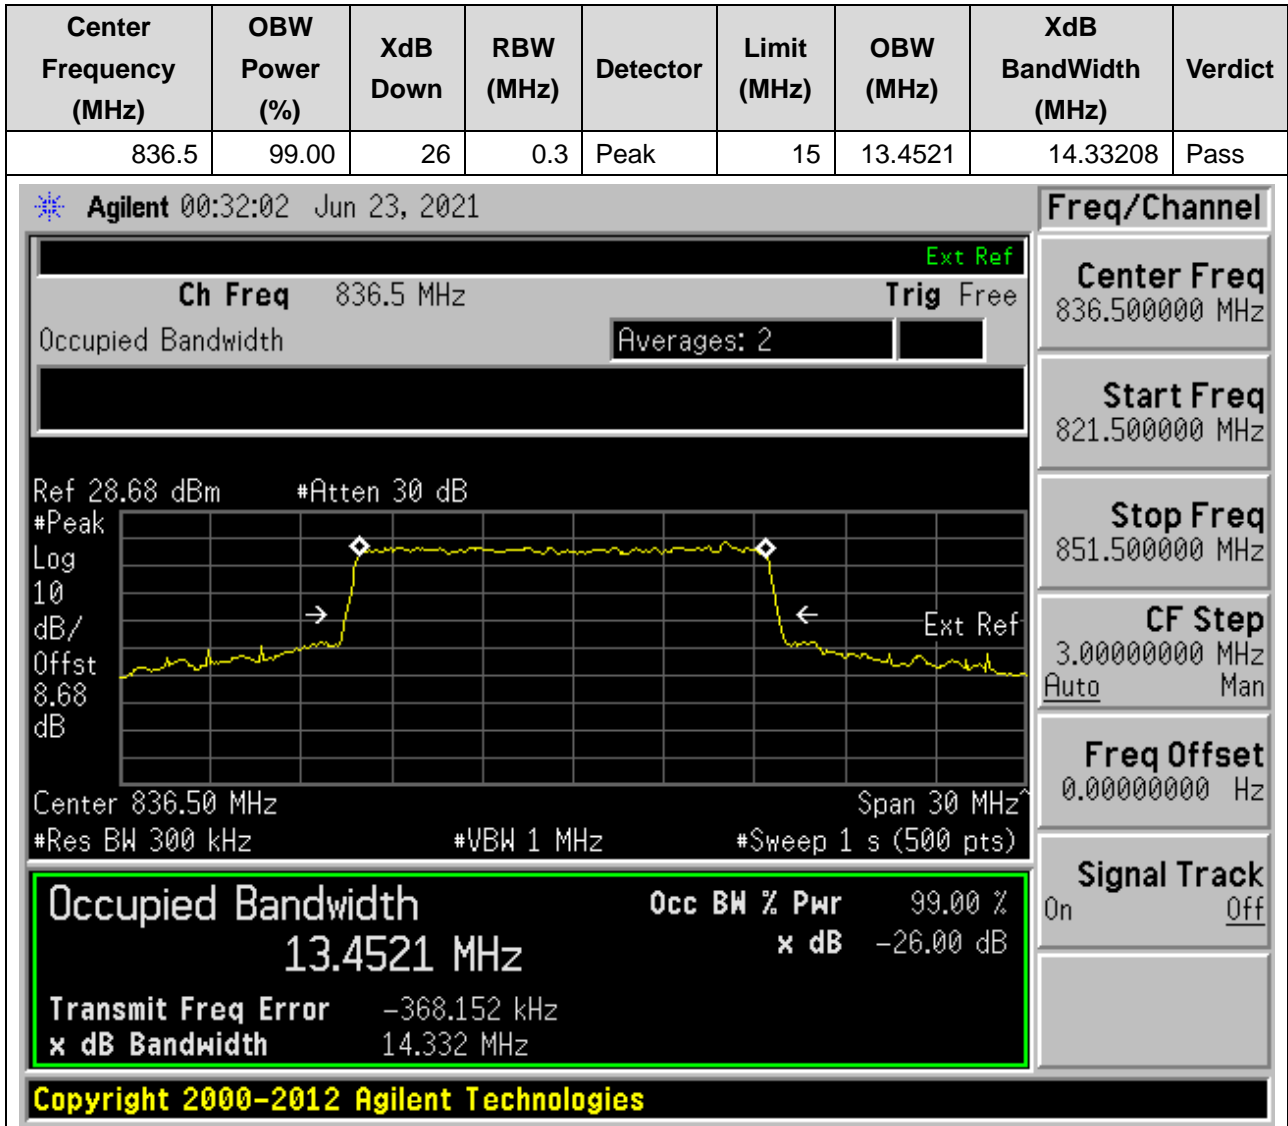 Center Frequency (MHz) OBW Power (%) XdB Down RBW (MHz) Detector Limit (MHz) OBW (MHz) XdB BandWidth (MHz) Verdict
836.5 99.00 26 0.3 Peak 15 13.4521 14.33208 Pass
Agilent 00:32:02 Jun 23, 2021
Freq/Channel
Ext Ref
Ch Freq 836.5 MHz Trig Free
Occupied Bandwidth Averages: 2
Center Freq
836.500000 MHz
Start Freq
821.500000 MHz
Stop Freq
851.500000 MHz
CF Step
3.00000000 MHz
Auto Man
Freq Offset
0.00000000 Hz
Signal Track
On Off
Ref 28.68 dBm #Atten 30 dB
#Peak
Log
10
dB/
Offst
8.68
dB
Ext Ref
Center 836.50 MHz Span 30 MHz^
#Res BW 300 kHz #VBW 1 MHz #Sweep 1 s (500 pts)
Occupied Bandwidth
13.4521 MHz
Occ BW % Pwr 99.00 %
x dB -26.00 dB
Transmit Freq Error -368.152 kHz
x dB Bandwidth 14.332 MHz
Copyright 2000-2012 Agilent Technologies